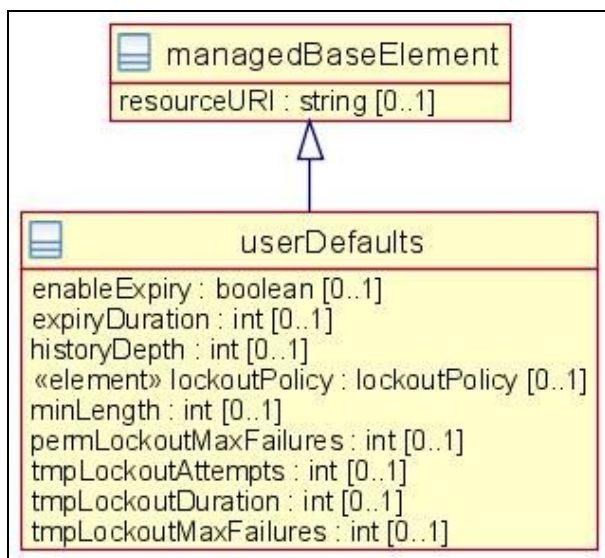 managedBaseElement
resourceURI : string [0..1]
userDefaults
enableExpiry : boolean [0..1]
expiryDuration : int [0..1]
historyDepth : int [0..1]
«element» lockoutPolicy : lockoutPolicy [0..1]
minLength : int [0..1]
permLockoutMaxFailures : int [0..1]
tmpLockoutAttempts : int [0..1]
tmpLockoutDuration : int [0..1]
tmpLockoutMaxFailures : int [0..1]